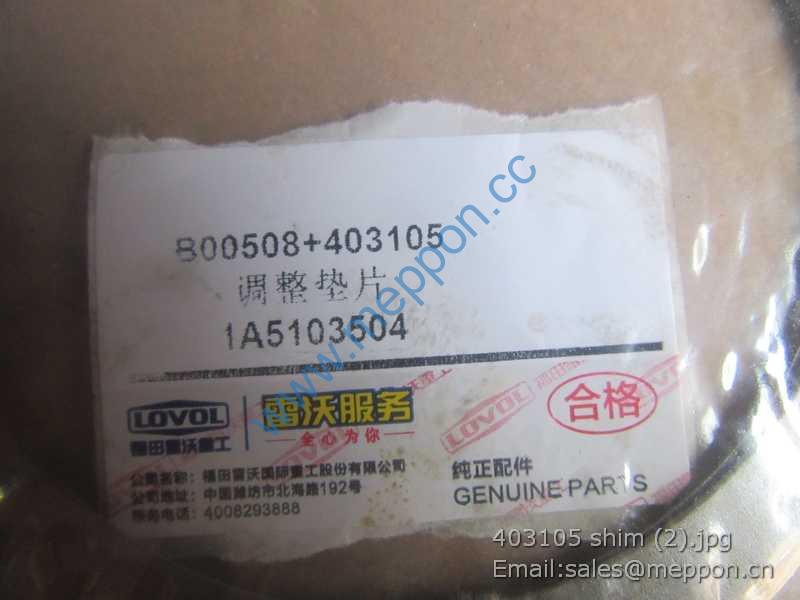 B00508+403105
调整垫片
1A5103504
LOVOL
福田雷沃重工
雷沃服务
全心为你
LOVOL
LOVOL
合格
公司名称：福田雷沃国际重工股份有限公司
公司地址：中国潍坊市北海路192号
服务电话：4008293888
纯正配件
GENUINE PARTS
www.meppon.cc
403105 shim (2).jpg
Email:sales@meppon.cn